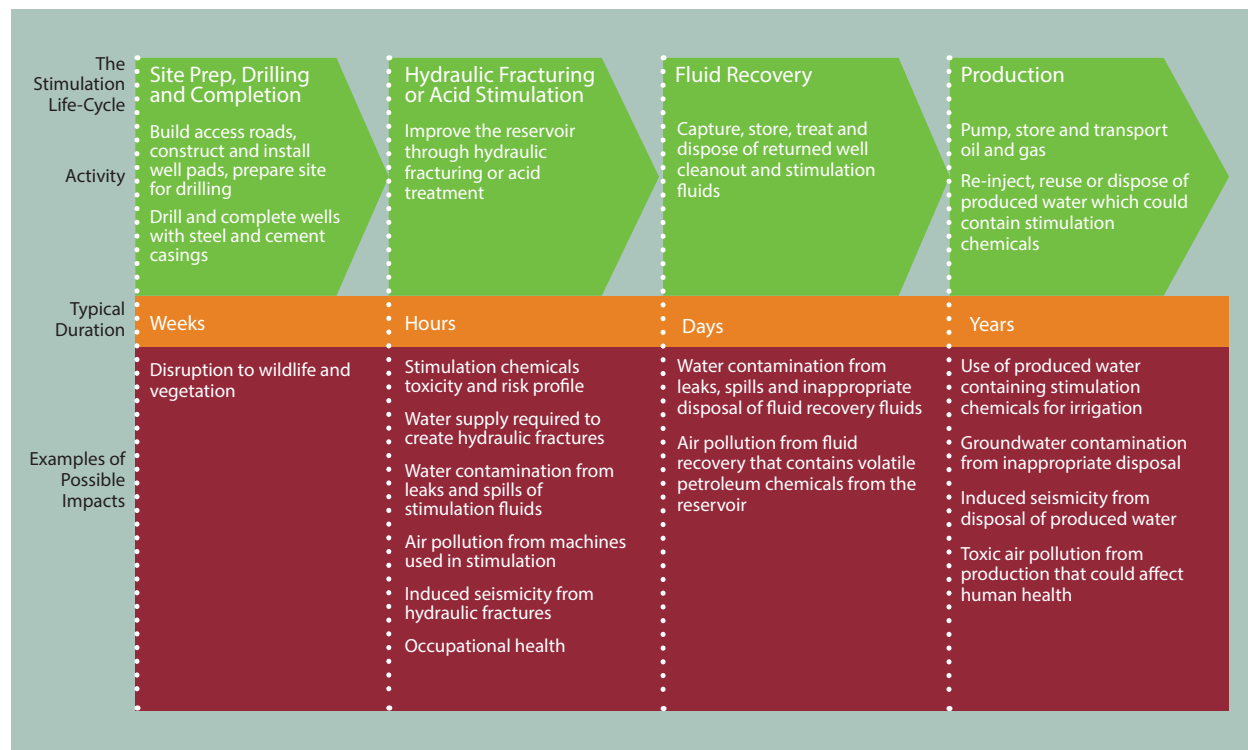 The
Stimulation
Life-Cycle
Site Prep, Drilling
and Completion
Hydraulic Fracturing
or Acid Stimulation
Fluid Recovery
Production
Activity
Build access roads,
construct and install
well pads, prepare site
for drilling
Drill and complete wells
with steel and cement
casings
Improve the reservoir
through hydraulic
fracturing or acid
treatment
Capture, store, treat and
dispose of returned well
cleanout and stimulation
fluids
Pump, store and transport
oil and gas
Re-inject, reuse or dispose of
produced water which could
contain stimulation
chemicals
Typical
Duration
Weeks
Hours
Days
Years
Examples of
Possible
Impacts
Disruption to wildlife and
vegetation
Stimulation chemicals
toxicity and risk profile
Water supply required to
create hydraulic fractures
Water contamination from
leaks and spills of
stimulation fluids
Air pollution from machines
used in stimulation
Induced seismicity from
hydraulic fractures
Occupational health
Water contamination from
leaks, spills and inappropriate
disposal of fluid recovery fluids
Air pollution from fluid
recovery that contains volatile
petroleum chemicals from the
reservoir
Use of produced water
containing stimulation
chemicals for irrigation
Groundwater contamination
from inappropriate disposal
Induced seismicity from
disposal of produced water
Toxic air pollution from
production that could affect
human health